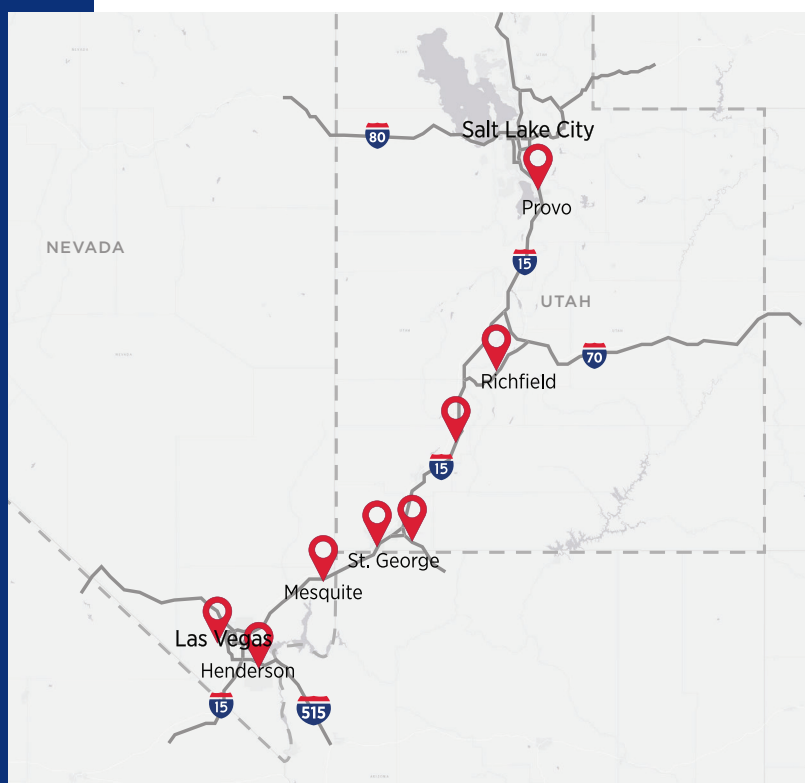 80
Salt Lake City
Provo
NEVADA
15
UTAH
70
Richfield
15
St. George
Mesquite
Las Vegas
Henderson
15
515